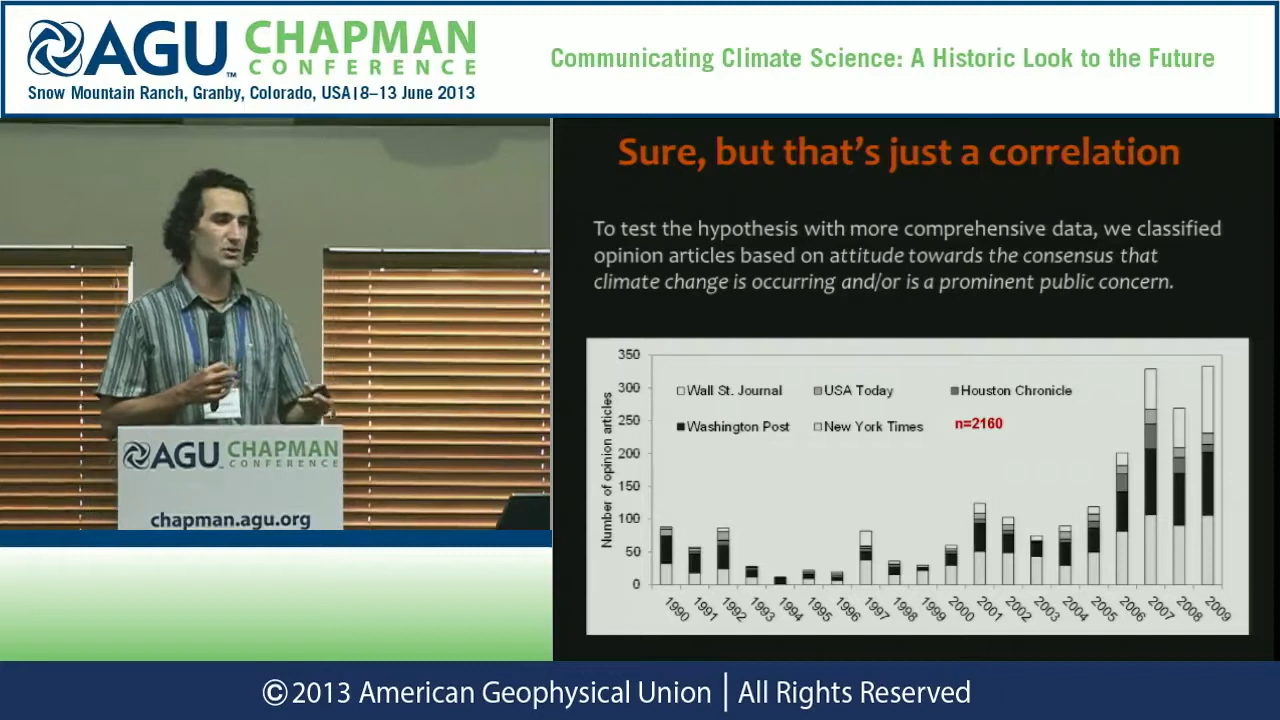 AGU CHAPMAN
CONFERENCE
Snow Mountain Ranch, Granby, Colorado, USA|8–13 June 2013
Communicating Climate Science: A Historic Look to the Future
Sure, but that's just a correlation
To test the hypothesis with more comprehensive data, we classified
opinion articles based on attitude towards the consensus that
climate change is occurring and/or is a prominent public concern.
350
300
250
200
150
100
50
0
Number of opinion articles
Wall St. Journal
USA Today
Houston Chronicle
Washington Post
New York Times
n=2160
1990
1991
1992
1993
1994
1995
1996
1997
1998
1999
2000
2001
2002
2003
2004
2005
2006
2007
2008
2009
AGU CHAPMAN
CONFERENCE
chapman.agu.org
©2013 American Geophysical Union | All Rights Reserved